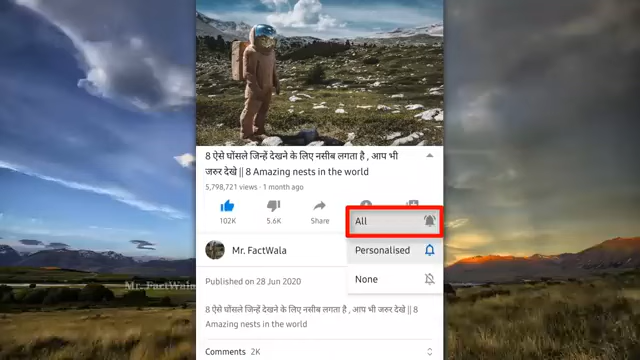 8 ऐसे घोंसले जिन्हें देखने के लिए नसीब लगता है , आप भी
जरुर देखे || 8 Amazing nests in the world
5,798,721 views · 1 month ago
102K
5.6K
Share
All
Mr. FactWala
Personalised
Published on 28 Jun 2020
None
Mr. FactWala
8 ऐसे घोंसले जिन्हें देखने के लिए नसीब लगता है , आप भी जरुर देखे || 8
Amazing nests in the world
Comments 2K